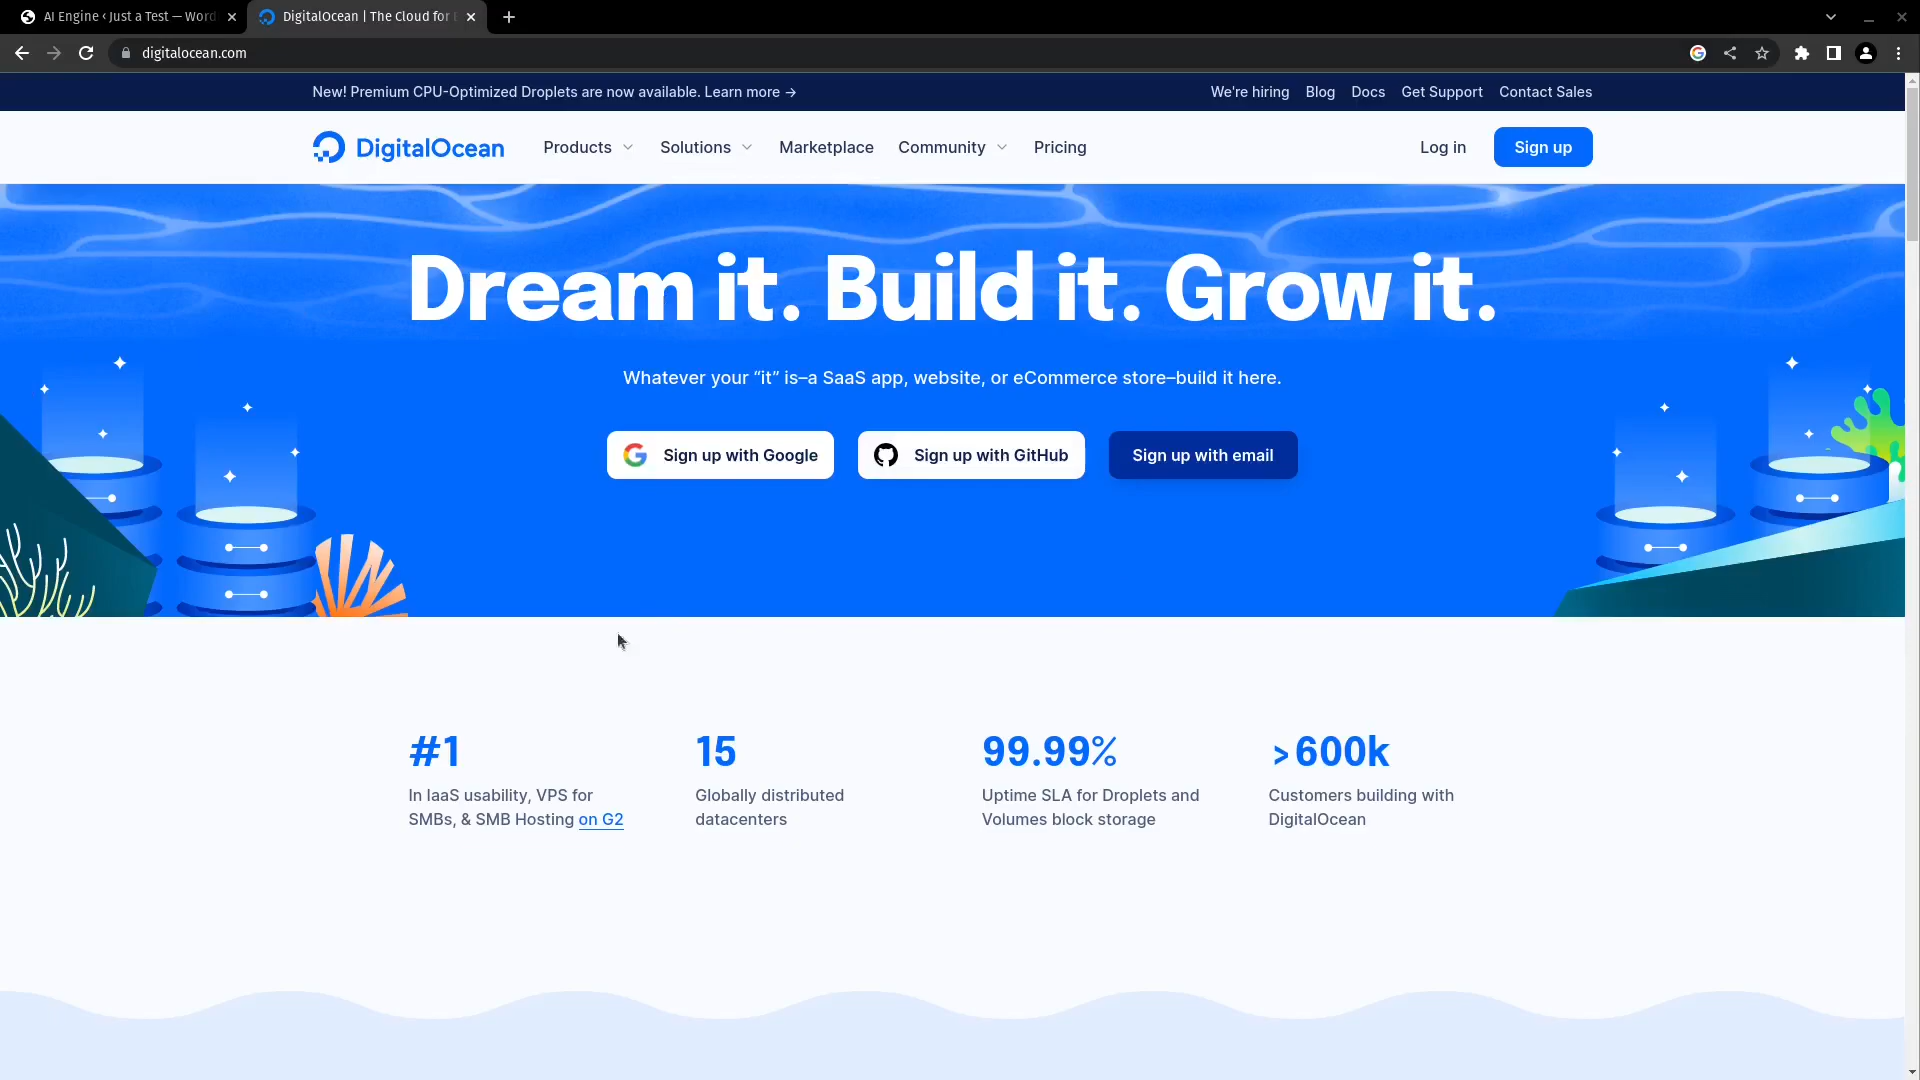 AI Engine ‹ Just a Test — Word
DigitalOcean | The Cloud for
digitalocean.com
New! Premium CPU-Optimized Droplets are now available. Learn more →
We're hiring Blog Docs Get Support Contact Sales
DigitalOcean Products Solutions Marketplace Community Pricing Log in Sign up
Dream it. Build it. Grow it.
Whatever your “it” is–a SaaS app, website, or eCommerce store–build it here.
Sign up with Google Sign up with GitHub Sign up with email
#1
In IaaS usability, VPS for
SMBs, & SMB Hosting on G2
15
Globally distributed
datacenters
99.99%
Uptime SLA for Droplets and
Volumes block storage
>600k
Customers building with
DigitalOcean